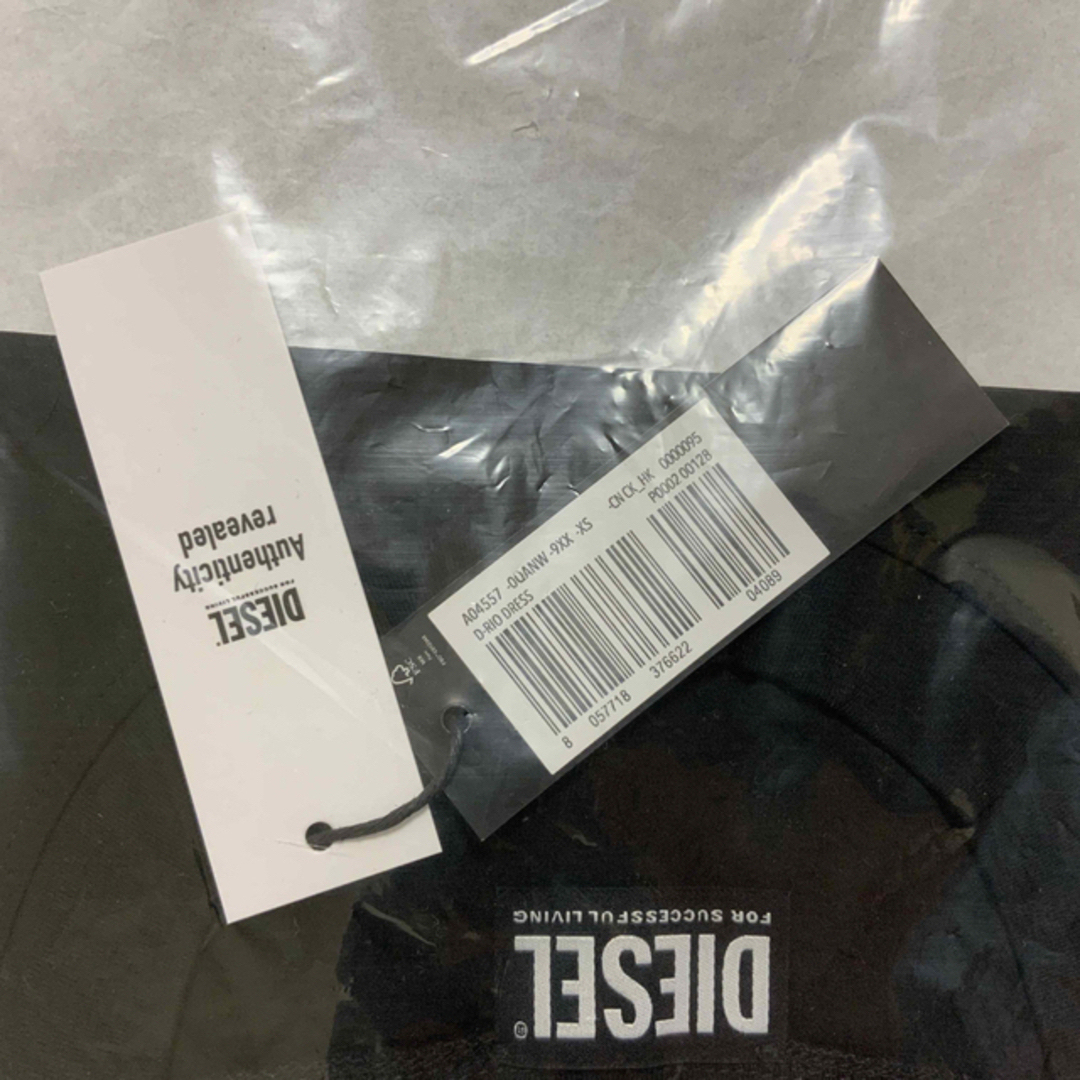 A04557 -0UANW -9XX -XS -CN CK_HK 0000095
D-RIO DRESS P0002 00128
8 057718 376622 04089
DIESEL
FOR SUCCESSFUL LIVING
Authenticity
revealed
DIESEL®
FOR SUCCESSFUL LIVING